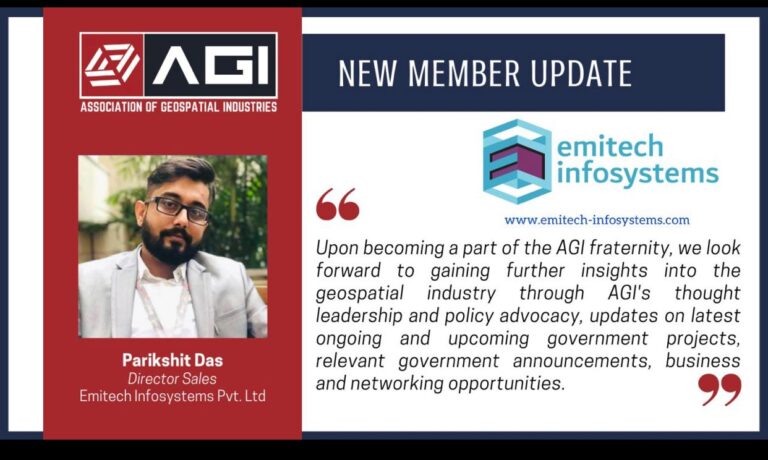 AGI
ASSOCIATION OF GEOSPATIAL INDUSTRIES
NEW MEMBER UPDATE
emitech
infosystems
www.emitech-infosystems.com
Upon becoming a part of the AGI fraternity, we look
forward to gaining further insights into the
geospatial industry through AGI's thought
leadership and policy advocacy, updates on latest
ongoing and upcoming government projects,
relevant government announcements, business
and networking opportunities.
Parikshit Das
Director Sales
Emitech Infosystems Pvt. Ltd